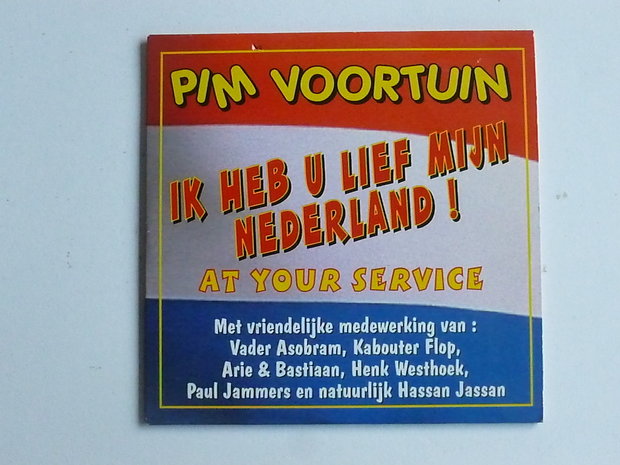 PIM VOORTUIN
IK HEB U LIEF MIJN
NEDERLAND !
AT YOUR SERVICE
Met vriendelijke medewerking van :
Vader Asobram, Kabouter Flop,
Arie & Bastiaan, Henk Westhoek,
Paul Jammers en natuurlijk Hassan Jassan